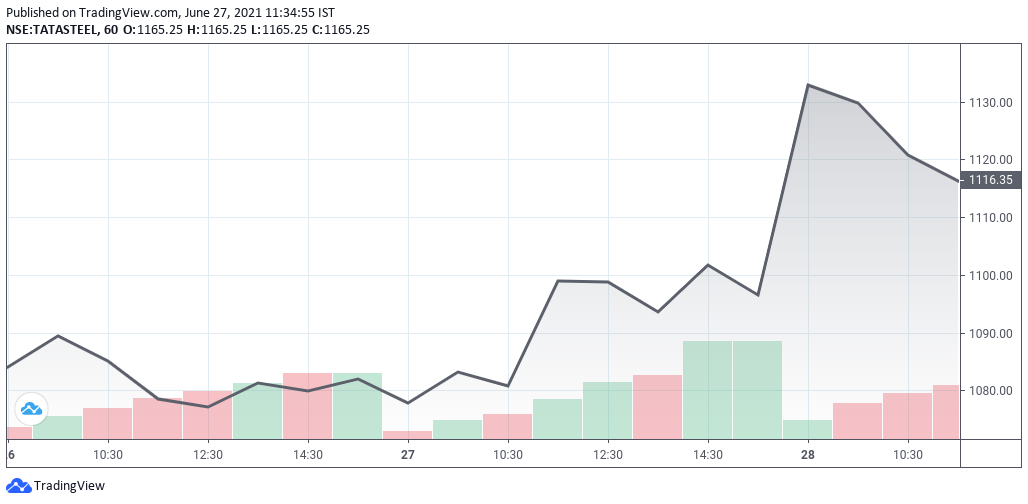 Published on TradingView.com, June 27, 2021 11:34:55 IST
NSE:TATASTEEL, 60 O:1165.25 H:1165.25 L:1165.25 C:1165.25
1130.00
1120.00
1116.35
1110.00
1100.00
1090.00
1080.00
6 10:30 12:30 14:30 27 10:30 12:30 14:30 28 10:30
TradingView